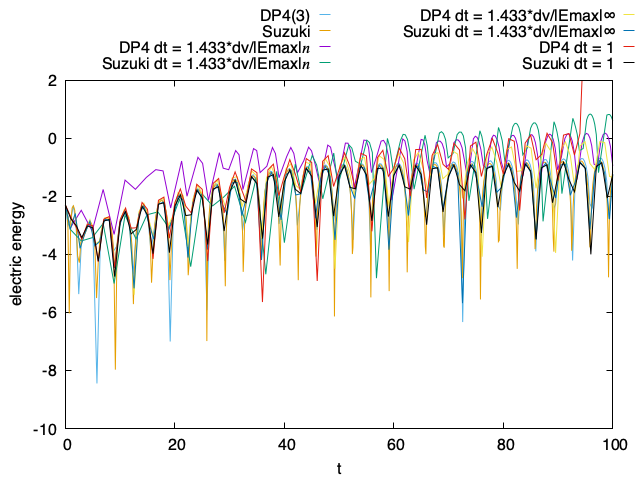 DP4(3)
Suzuki
DP4 dt = 1.433*dv/|Emax|n
Suzuki dt = 1.433*dv/|Emax|n
DP4 dt = 1.433*dv/|Emax|∞
Suzuki dt = 1.433*dv/|Emax|∞
DP4 dt = 1
Suzuki dt = 1
2
0
-2
-4
-6
-8
-10
electric energy
0 20 40 60 80 100
t